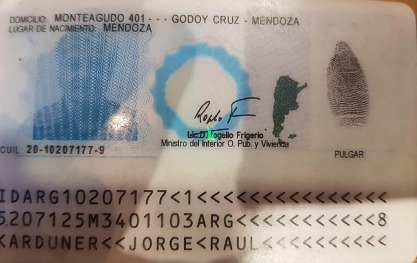 DOMICILIO: MONTEAGUDO 401 - - - GODOY CRUZ - MENDOZA
LUGAR DE NACIMIENTO: MENDOZA
Lic. Rogelio Frigerio
Ministro del Interior O. Pub. y Vivienda
CUIL: 20-10207177-9
PULGAR
IDARG10207177<1<<<<<<<<<<<<<<<
5207125M3401103ARG<<<<<<<<<<<8
KARDUNER<<JORGE<RAUL<<<<<<<<<<